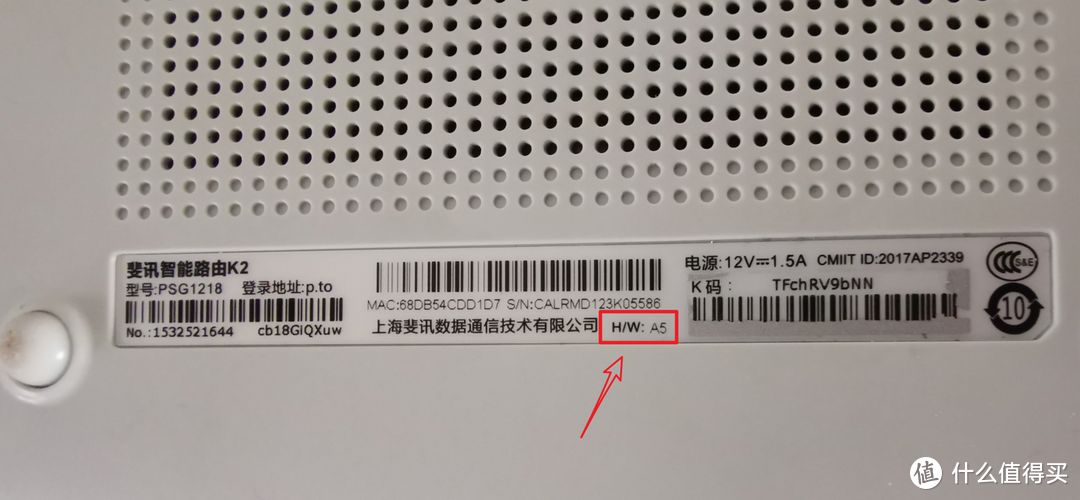 斐讯智能路由K2
型号:PSG1218 登录地址:p.to
No.:1532521644 cb18GiQXuw
MAC:68DB54CDD1D7 S/N:CALRMD123K05586
上海斐讯数据通信技术有限公司 H/W: A5
电源:12V⎓1.5A CMIIT ID:2017AP2339
K码: TFchRV9bNN
CCC S&E
10
值 什么值得买